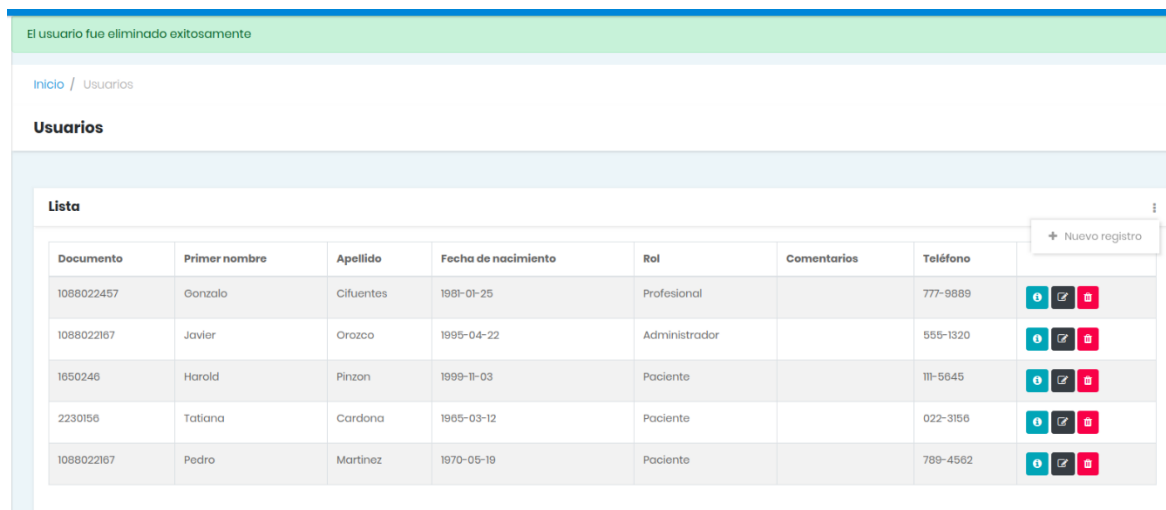 El usuario fue eliminado exitosamente
Inicio / Usuarios
Usuarios
Lista
+ Nuevo registro
Documento Primer nombre Apellido Fecha de nacimiento Rol Comentarios Teléfono
1088022457 Gonzalo Cifuentes 1981-01-25 Profesional 777-9889
1088022167 Javier Orozco 1995-04-22 Administrador 555-1320
1650246 Harold Pinzon 1999-11-03 Paciente 111-5645
2230156 Tatiana Cardona 1965-03-12 Paciente 022-3156
1088022167 Pedro Martinez 1970-05-19 Paciente 789-4562